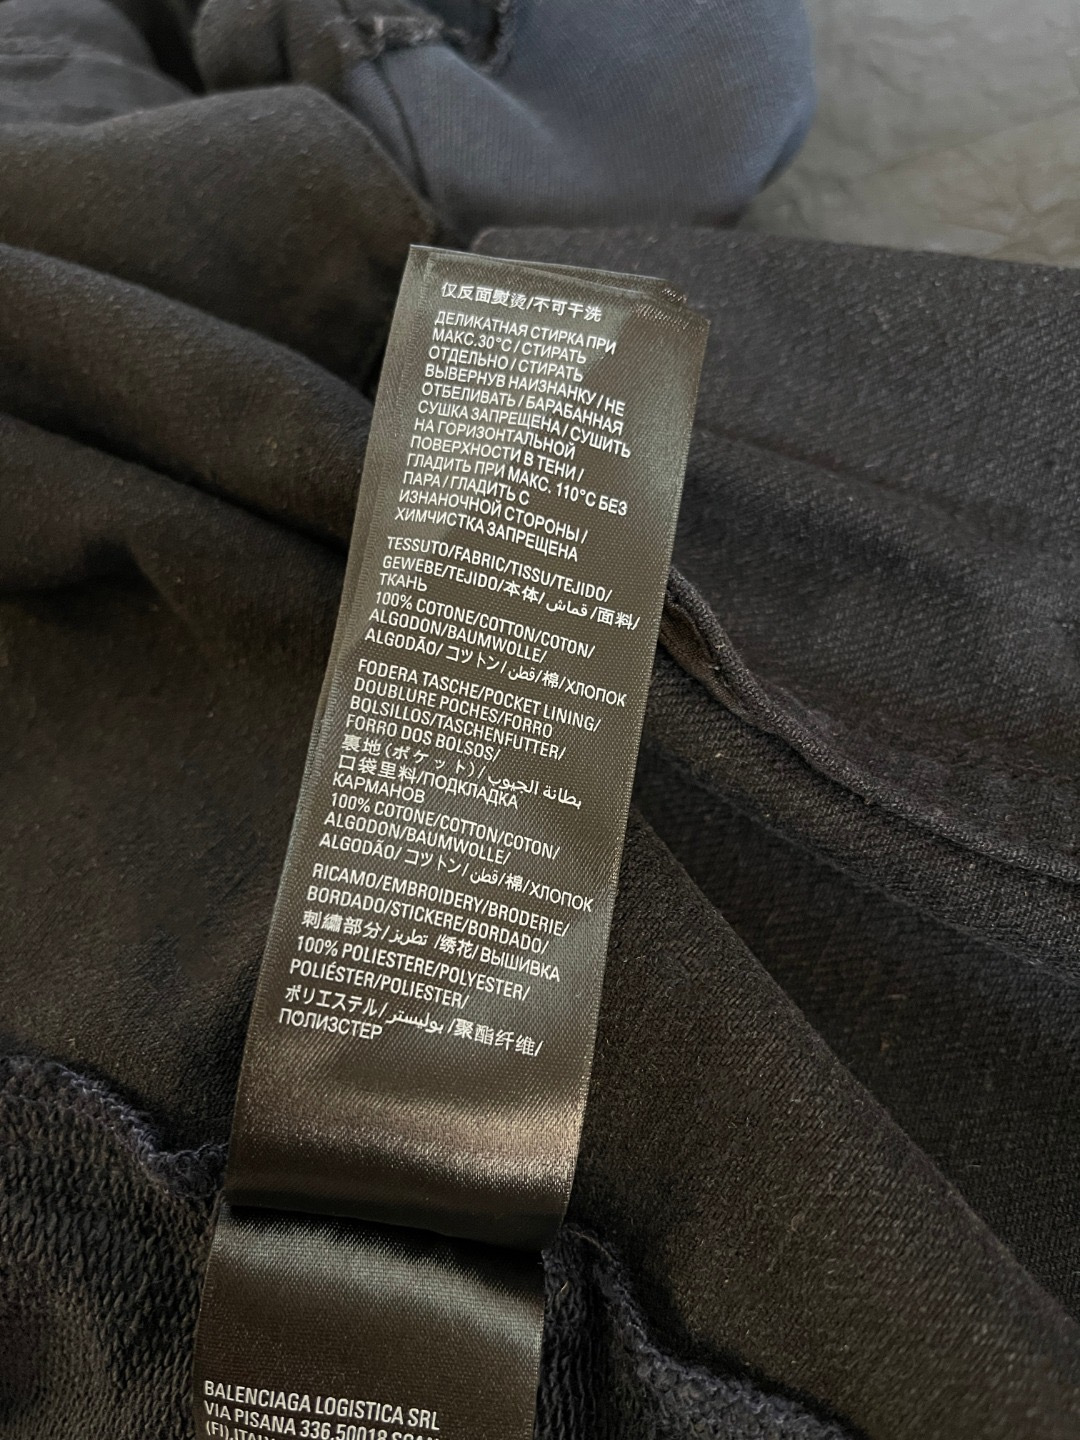 仅反面熨烫/不可干洗
ДЕЛИКАТНАЯ СТИРКА ПРИ
МАКС.30°C / СТИРАТЬ
ОТДЕЛЬНО / СТИРАТЬ
ВЫВЕРНУВ НАИЗНАНКУ / НЕ
ОТБЕЛИВАТЬ / БАРАБАННАЯ
СУШКА ЗАПРЕЩЕНА / СУШИТЬ
НА ГОРИЗОНТАЛЬНОЙ
ПОВЕРХНОСТИ В ТЕНИ /
ГЛАДИТЬ ПРИ МАКС. 110°C БЕЗ
ПАРА / ГЛАДИТЬ С
ИЗНАНОЧНОЙ СТОРОНЫ /
ХИМЧИСТКА ЗАПРЕЩЕНА
TESSUTO/FABRIC/TISSU/TEJIDO/
GEWEBE/TEJIDO/本体/ قماش /面料/
ТКАНЬ
100% COTONE/COTTON/COTON/
ALGODON/BAUMWOLLE/
ALGODÃO/ コットン/ قطن/棉/ХЛОПОК
FODERA TASCHE/POCKET LINING/
DOUBLURE POCHES/FORRO
BOLSILLOS/TASCHENFUTTER/
FORRO DOS BOLSOS/
裏地(ポケット)/ بطانة الجيوب
口袋里料/ПОДКЛАДКА
КАРМАНОВ
100% COTONE/COTTON/COTON/
ALGODON/BAUMWOLLE/
ALGODÃO/ コットン/ قطن/棉/ХЛОПОК
RICAMO/EMBROIDERY/BRODERIE/
BORDADO/STICKEREI/BORDADO/
刺繍部分/ تطريز /绣花/ВЫШИВКА
100% POLIESTERE/POLYESTER/
POLIÉSTER/POLIESTER/
ポリエステル/ بوليستر /聚酯纤维/
ПОЛИЗСТЕР
BALENCIAGA LOGISTICA SRL
VIA PISANA 336,50018
(FI),